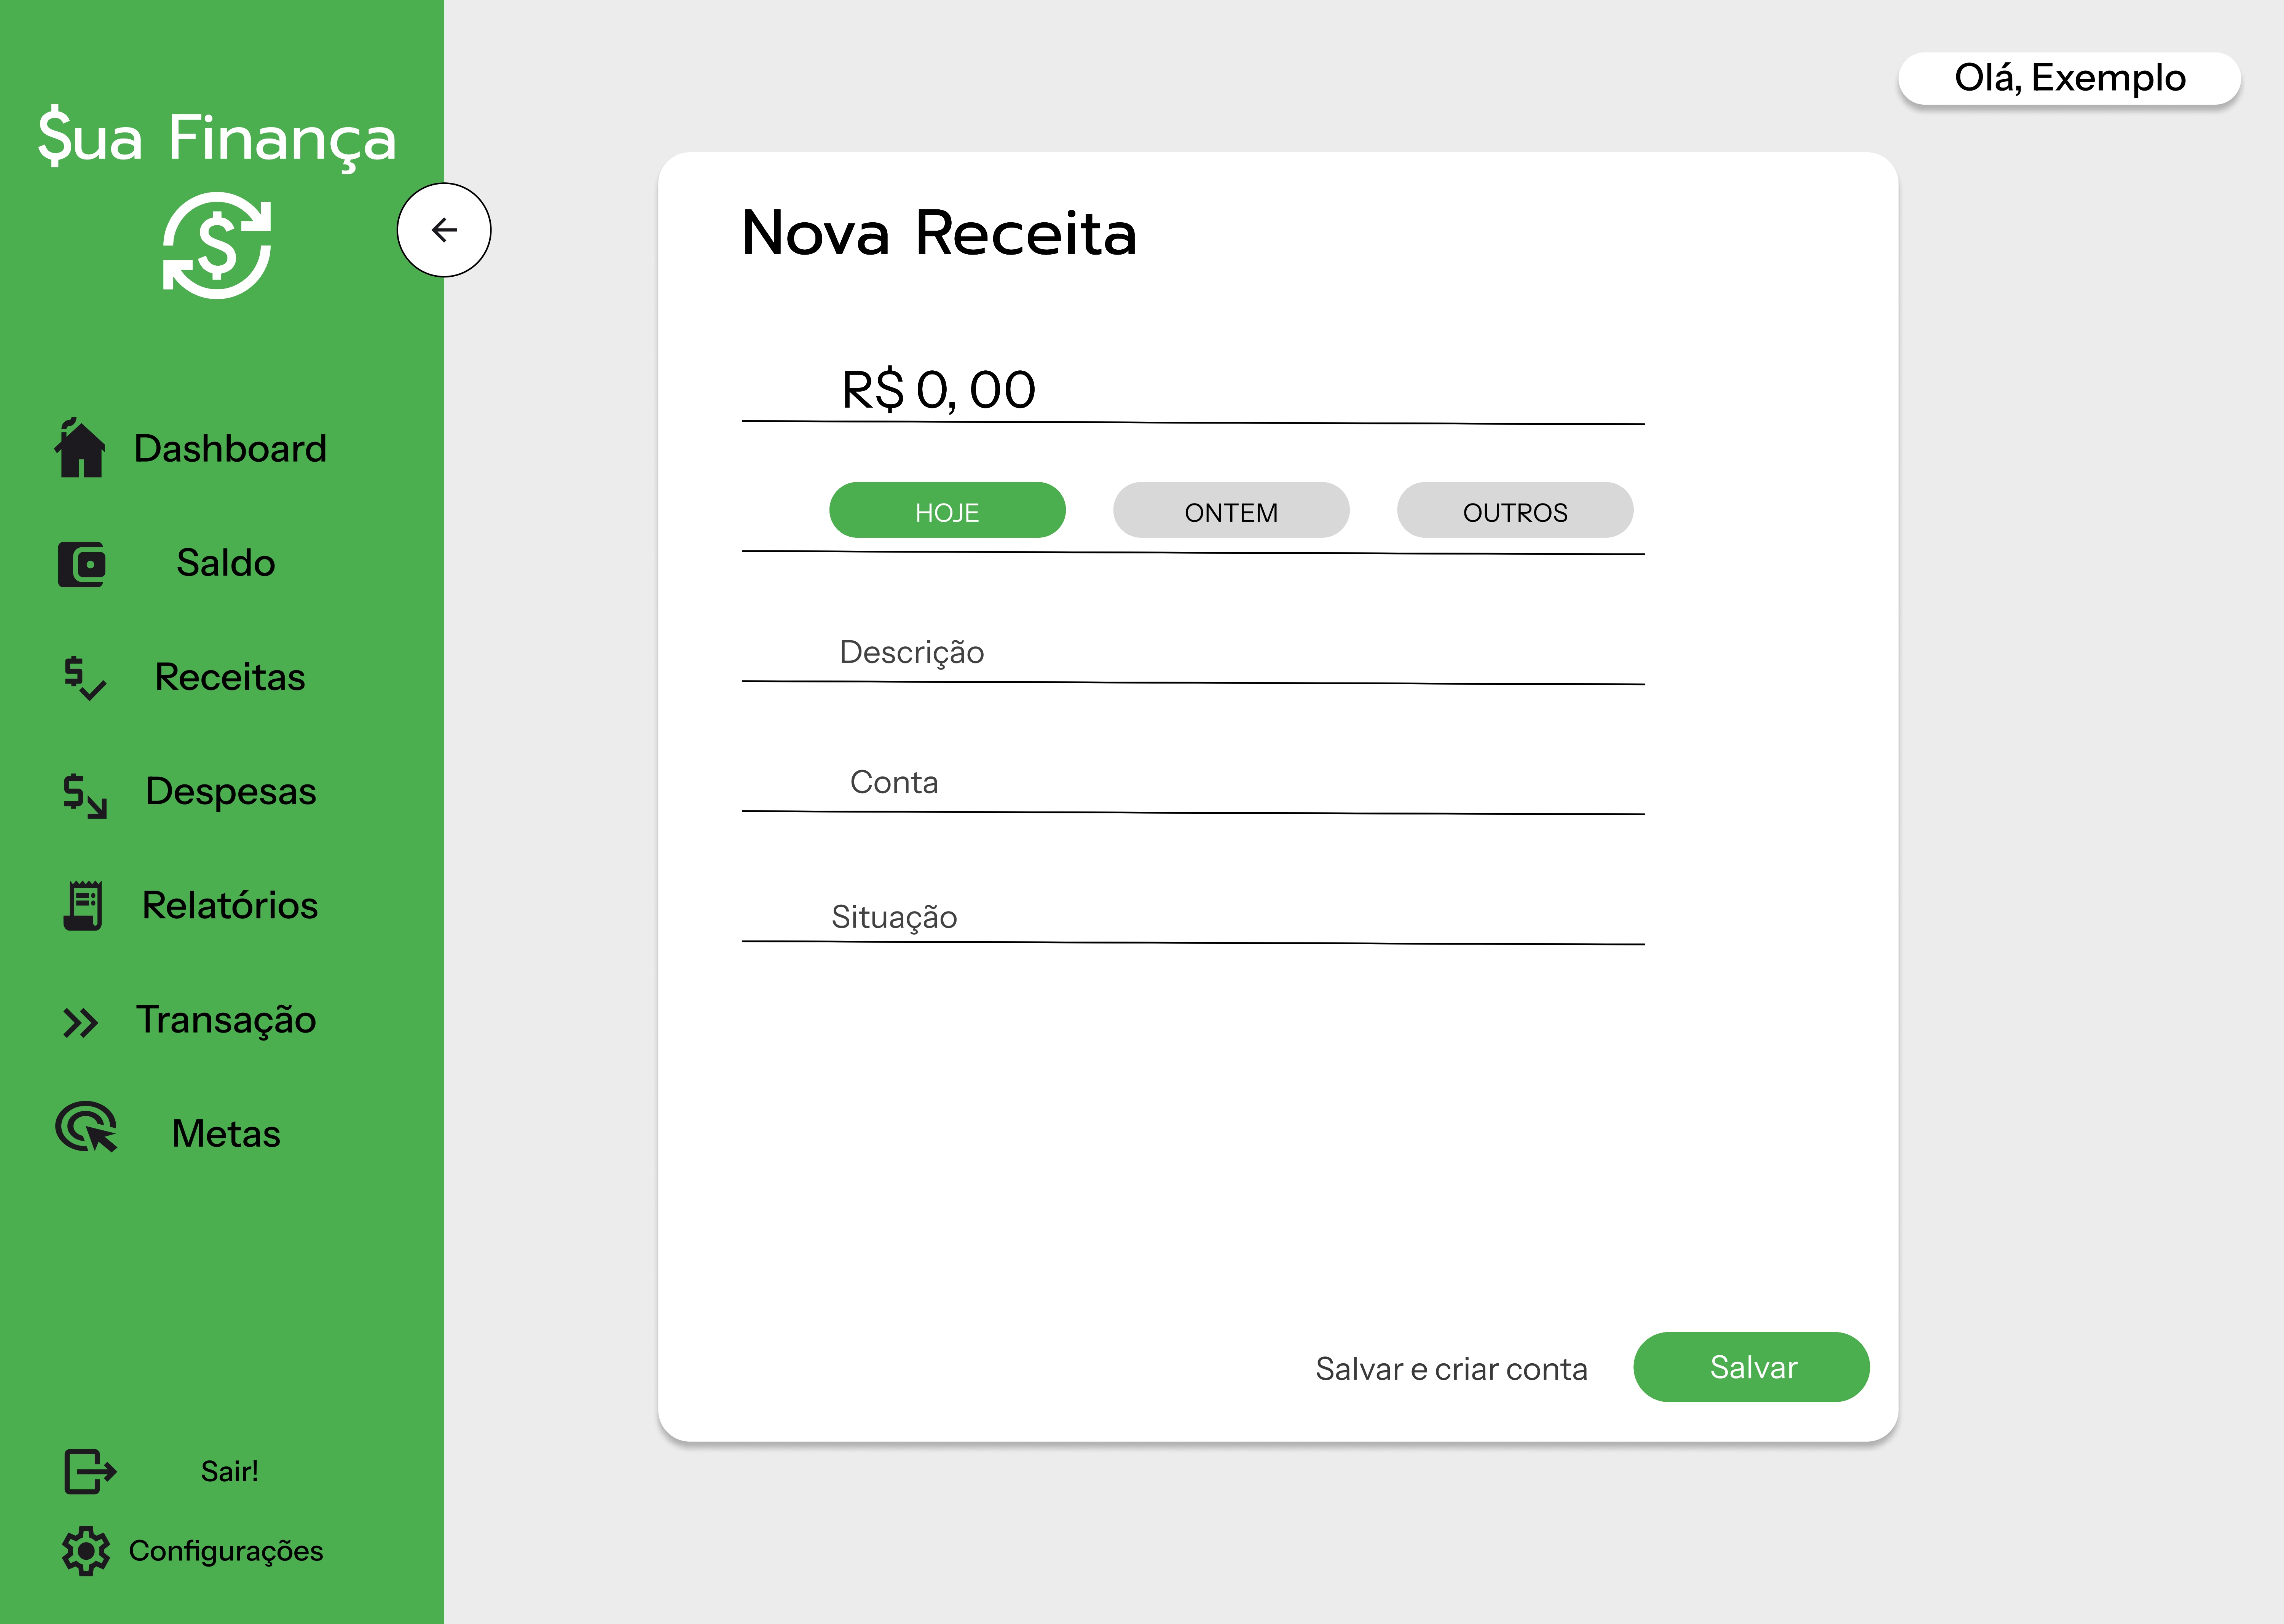 $ua Finança
Dashboard
Saldo
Receitas
Despesas
Relatórios
Transação
Metas
Sair!
Configurações
Olá, Exemplo
Nova Receita
R$ 0, 00
HOJE ONTEM OUTROS
Descrição
Conta
Situação
Salvar e criar conta Salvar